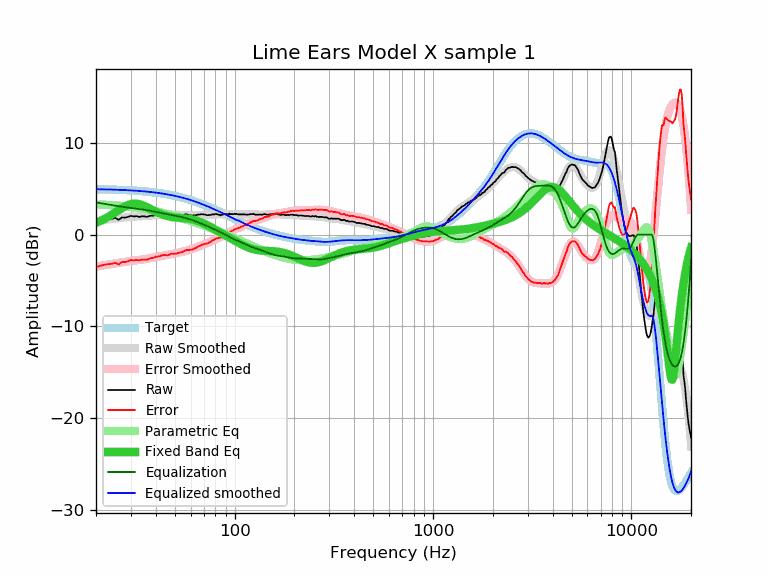 Lime Ears Model X sample 1
10
0
−10
−20
−30
Amplitude (dBr)
Target
Raw Smoothed
Error Smoothed
Raw
Error
Parametric Eq
Fixed Band Eq
Equalization
Equalized smoothed
100
1000
10000
Frequency (Hz)